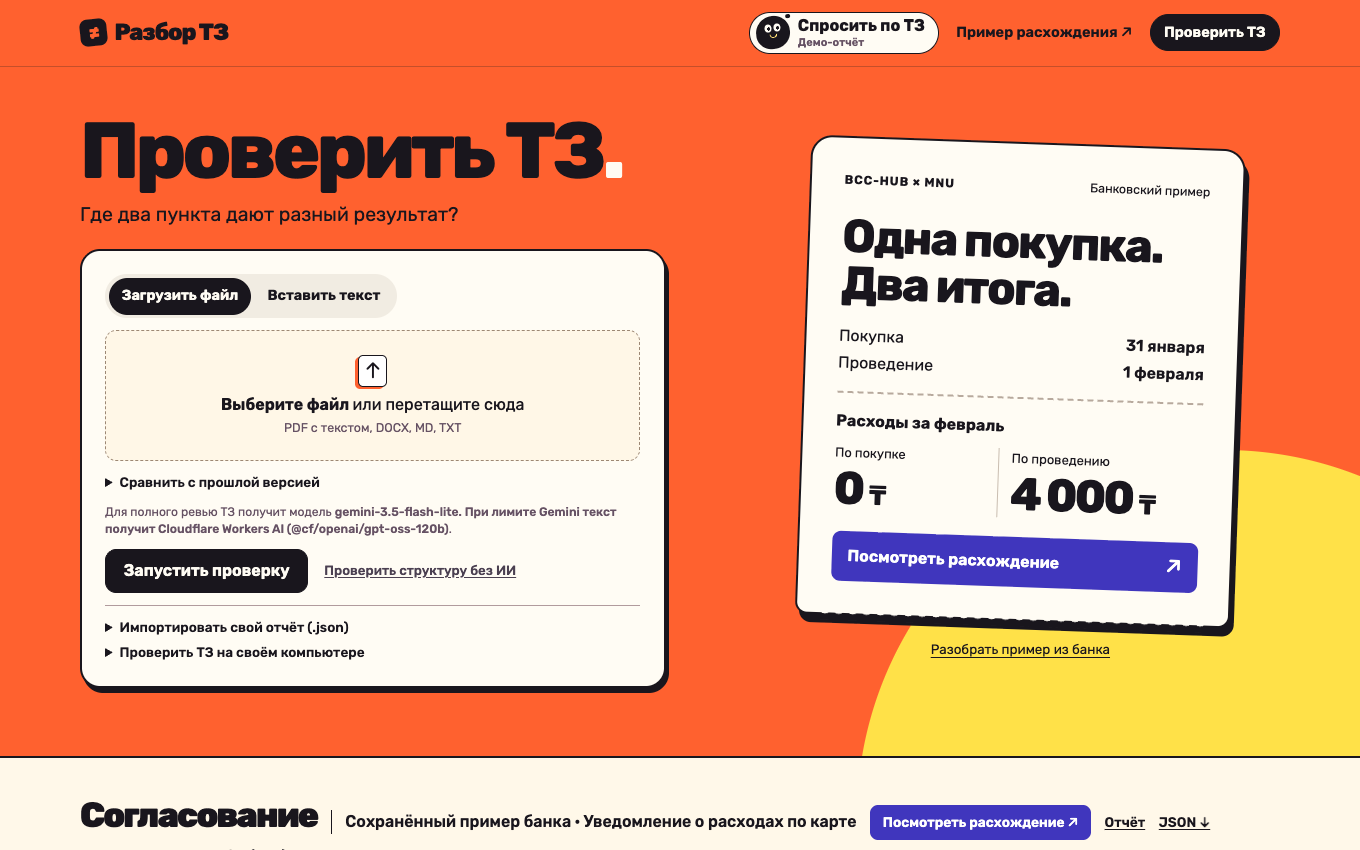 Разбор ТЗ
Спросить по ТЗ
Демо-отчёт
Пример расхождения ↗
Проверить ТЗ
Проверить ТЗ.
Где два пункта дают разный результат?
Загрузить файл
Вставить текст
Выберите файл или перетащите сюда
PDF с текстом, DOCX, MD, TXT
Сравнить с прошлой версией
Для полного ревью ТЗ получит модель gemini-3.5-flash-lite. При лимите Gemini текст
получит Cloudflare Workers AI (@cf/openai/gpt-oss-120b).
Запустить проверку
Проверить структуру без ИИ
Импортировать свой отчёт (.json)
Проверить ТЗ на своём компьютере
BCC-HUB × MNU
Банковский пример
Одна покупка.
Два итога.
Покупка
31 января
Проведение
1 февраля
Расходы за февраль
По покупке
0 ₸
По проведению
4 000 ₸
Посмотреть расхождение ↗
Разобрать пример из банка
Согласование
Сохранённый пример банка • Уведомление о расходах по карте
Посмотреть расхождение ↗
Отчёт
JSON ↓